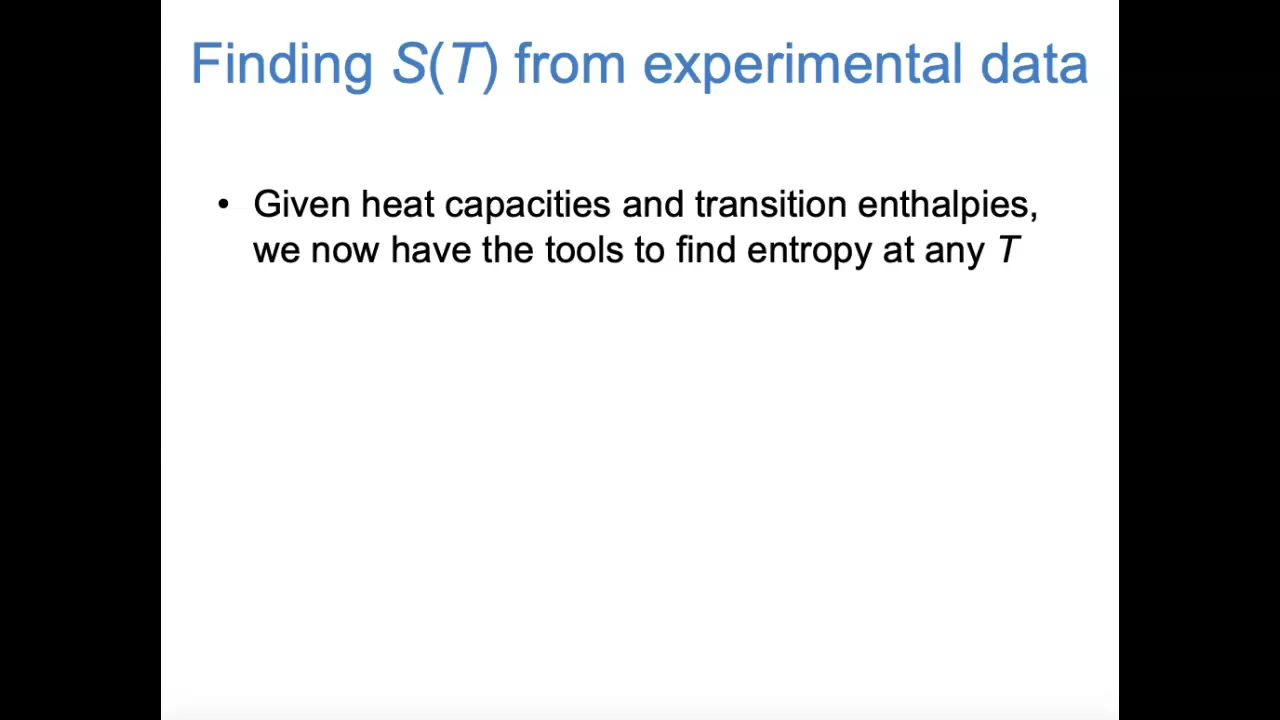 Finding S(T) from experimental data
• Given heat capacities and transition enthalpies,
we now have the tools to find entropy at any T